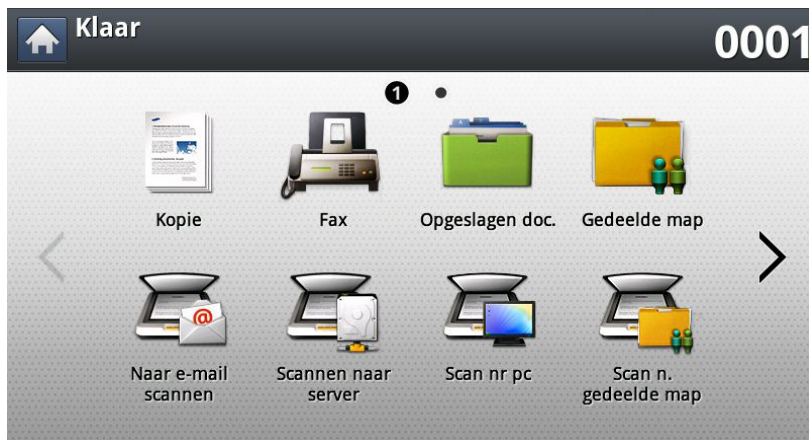 Klaar
0001
1
Kopie
Fax
Opgeslagen doc.
Gedeelde map
@
Naar e-mail
scannen
Scannen naar
server
Scan nr pc
Scan n.
gedeelde map